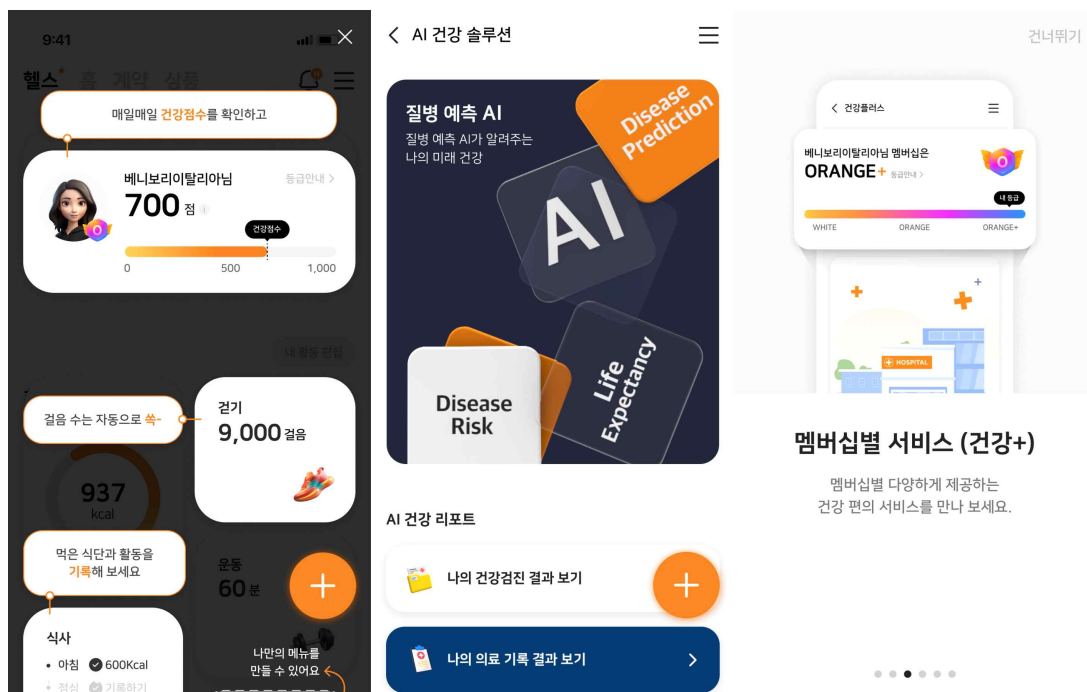 9:41
헬스 홈 계약 상품
N
매일매일 건강점수를 확인하고
베니보리이탈리아님
등급안내 >
700 점
건강점수
0 500 1,000
내 활동 편집
걸음 수는 자동으로 쏙-
걷기
9,000 걸음
937
kcal
먹은 식단과 활동을
기록해 보세요
운동
60 분
식사
• 아침 600Kcal
• 점심 기록하기
나만의 메뉴를
만들 수 있어요
AI 건강 솔루션
질병 예측 AI
질병 예측 AI가 알려주는
나의 미래 건강
Disease
Prediction
AI
Life
Expectancy
Disease
Risk
AI 건강 리포트
나의 건강검진 결과 보기
나의 의료 기록 결과 보기
건너뛰기
건강플러스
베니보리이탈리아님 멤버십은
ORANGE+ 등급안내 >
내 등급
WHITE ORANGE ORANGE+
HOSPITAL
멤버십별 서비스 (건강+)
멤버십별 다양하게 제공하는
건강 편의 서비스를 만나 보세요.